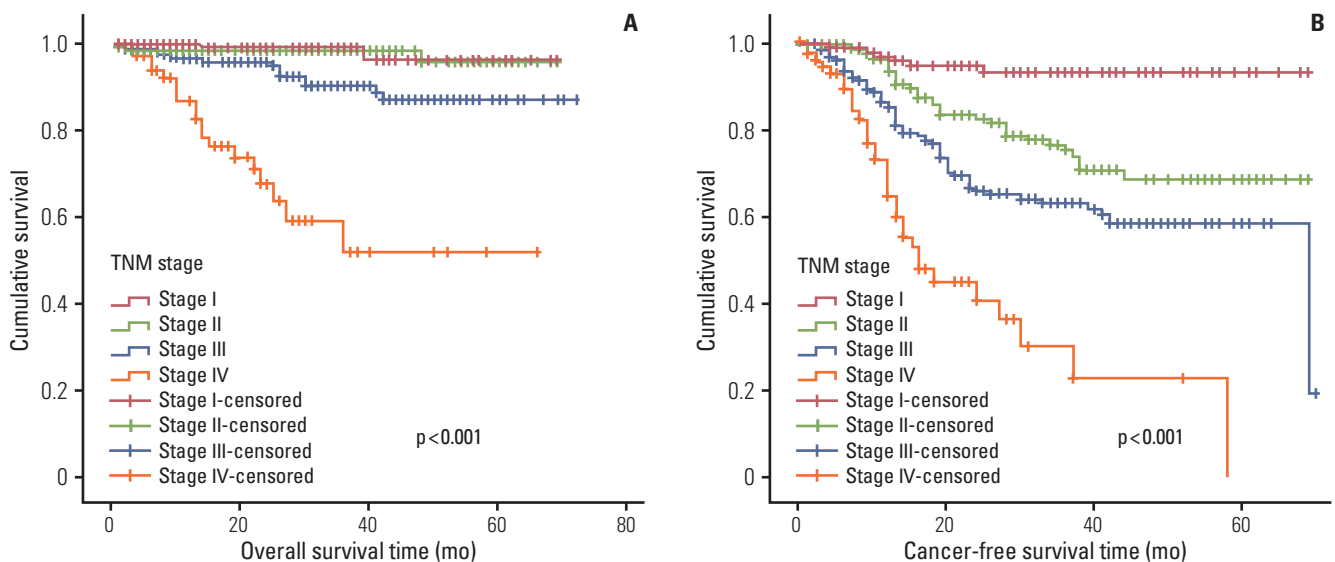 A
Cumulative survival
1.0
0.8
0.6
0.4
0.2
0
TNM stage
Stage I
Stage II
Stage III
Stage IV
Stage I-censored
Stage II-censored
Stage III-censored
Stage IV-censored
p<0.001
0 20 40 60 80
Overall survival time (mo)
B
Cumulative survival
1.0
0.8
0.6
0.4
0.2
0
TNM stage
Stage I
Stage II
Stage III
Stage IV
Stage I-censored
Stage II-censored
Stage III-censored
Stage IV-censored
p<0.001
0 20 40 60
Cancer-free survival time (mo)